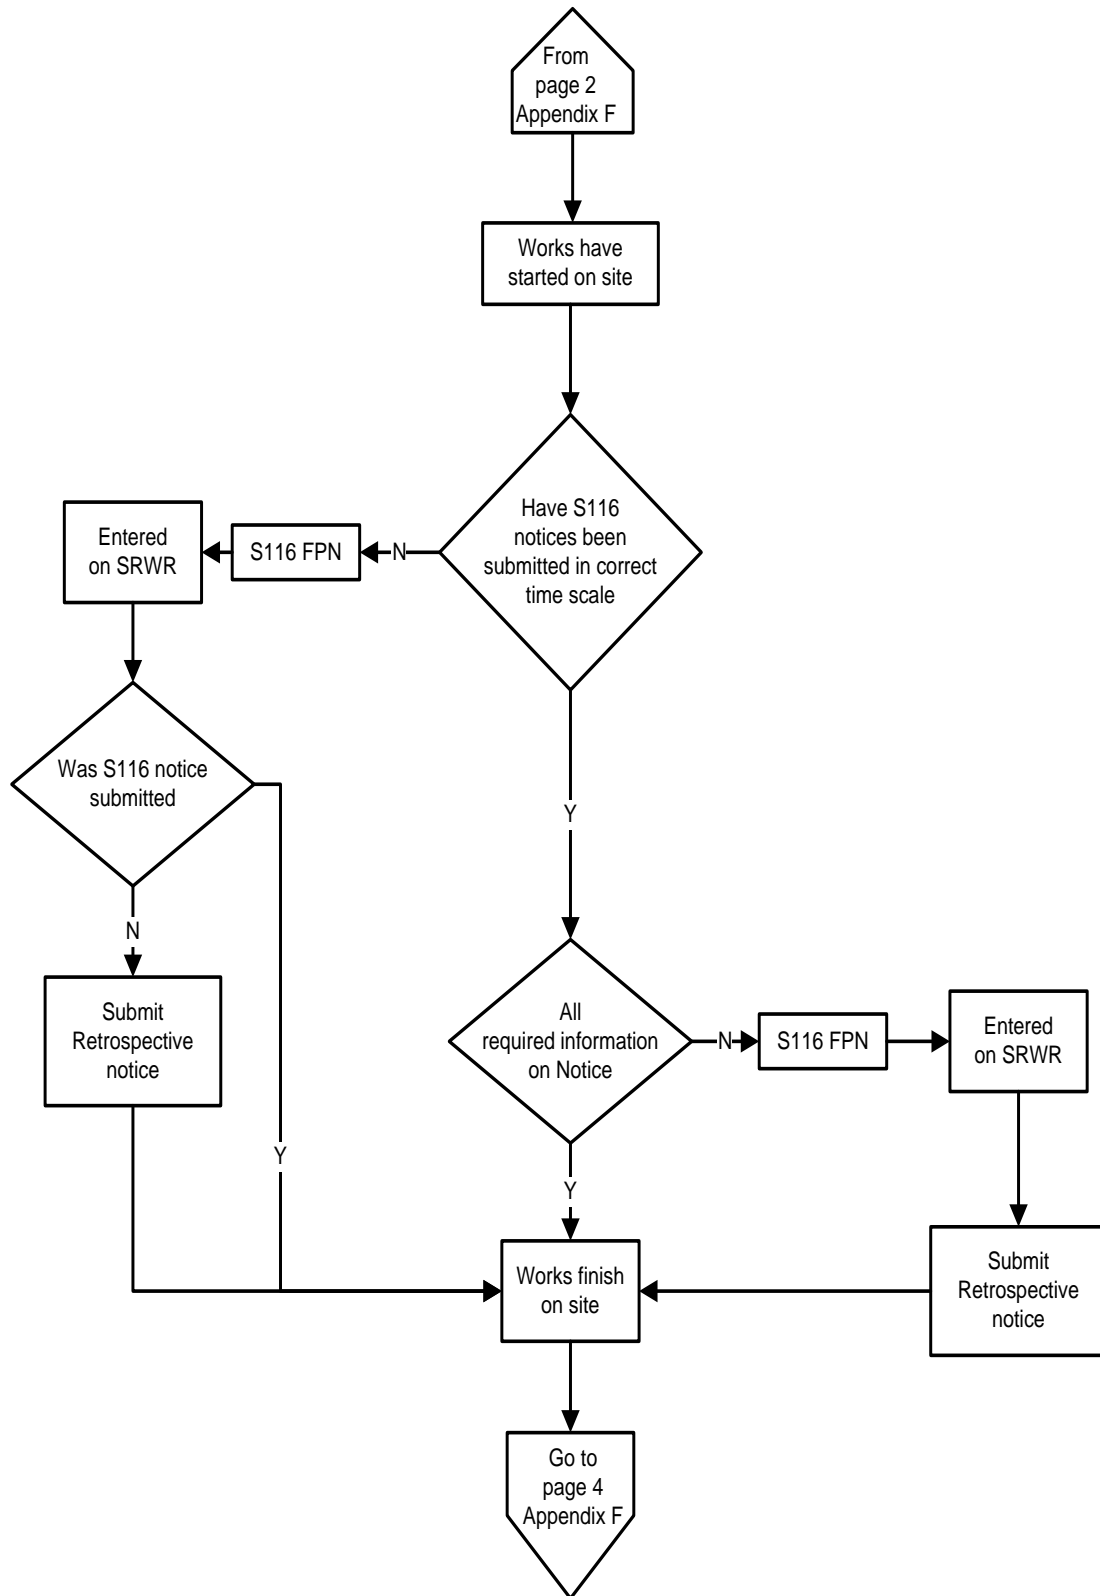 From
page 2
Appendix F
Works have
started on site
Have S116
notices been
submitted in correct
time scale
N
S116 FPN
Entered
on SRWR
Was S116 notice
submitted
N
Submit
Retrospective
notice
Y
Y
All
required information
on Notice
N
S116 FPN
Entered
on SRWR
Submit
Retrospective
notice
Y
Works finish
on site
Go to
page 4
Appendix F